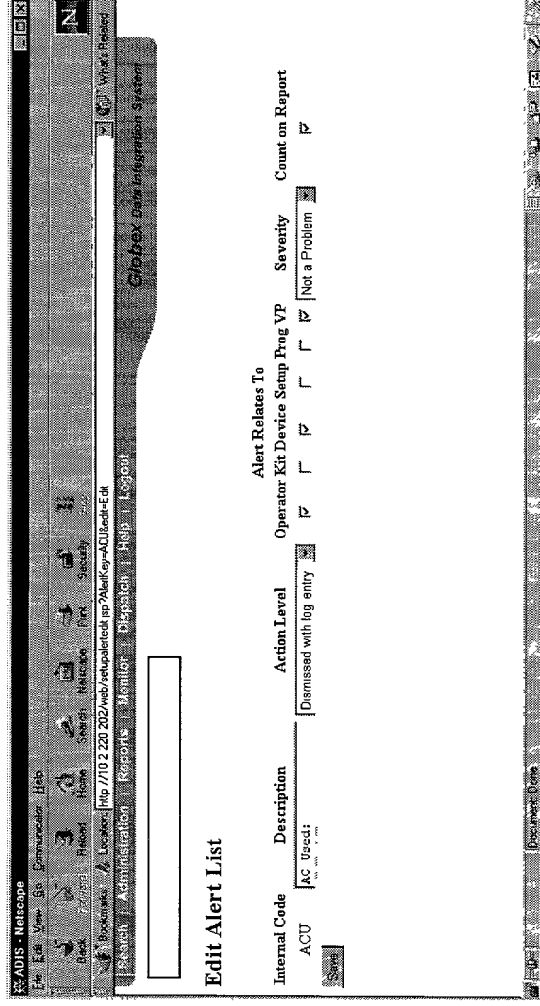 ADIS - Netscape
File Edit View Go Communicator Help
Back Forward Reload Home Search Netscape Print Security
Bookmarks Location: http //10 2 220 202/web/setupalertedit jsp?AlertKey=ACU&edit=Edit What's Related
Search | Administration | Reports | Monitor | Dispatch | Help | Logout
Globex Data Integration System
Edit Alert List
Alert Relates To
Internal Code Description Action Level Operator Kit Device Setup Prog VP Severity Count on Report
ACU AC Used: Dismissed with log entry Not a Problem
Save
Document: Done